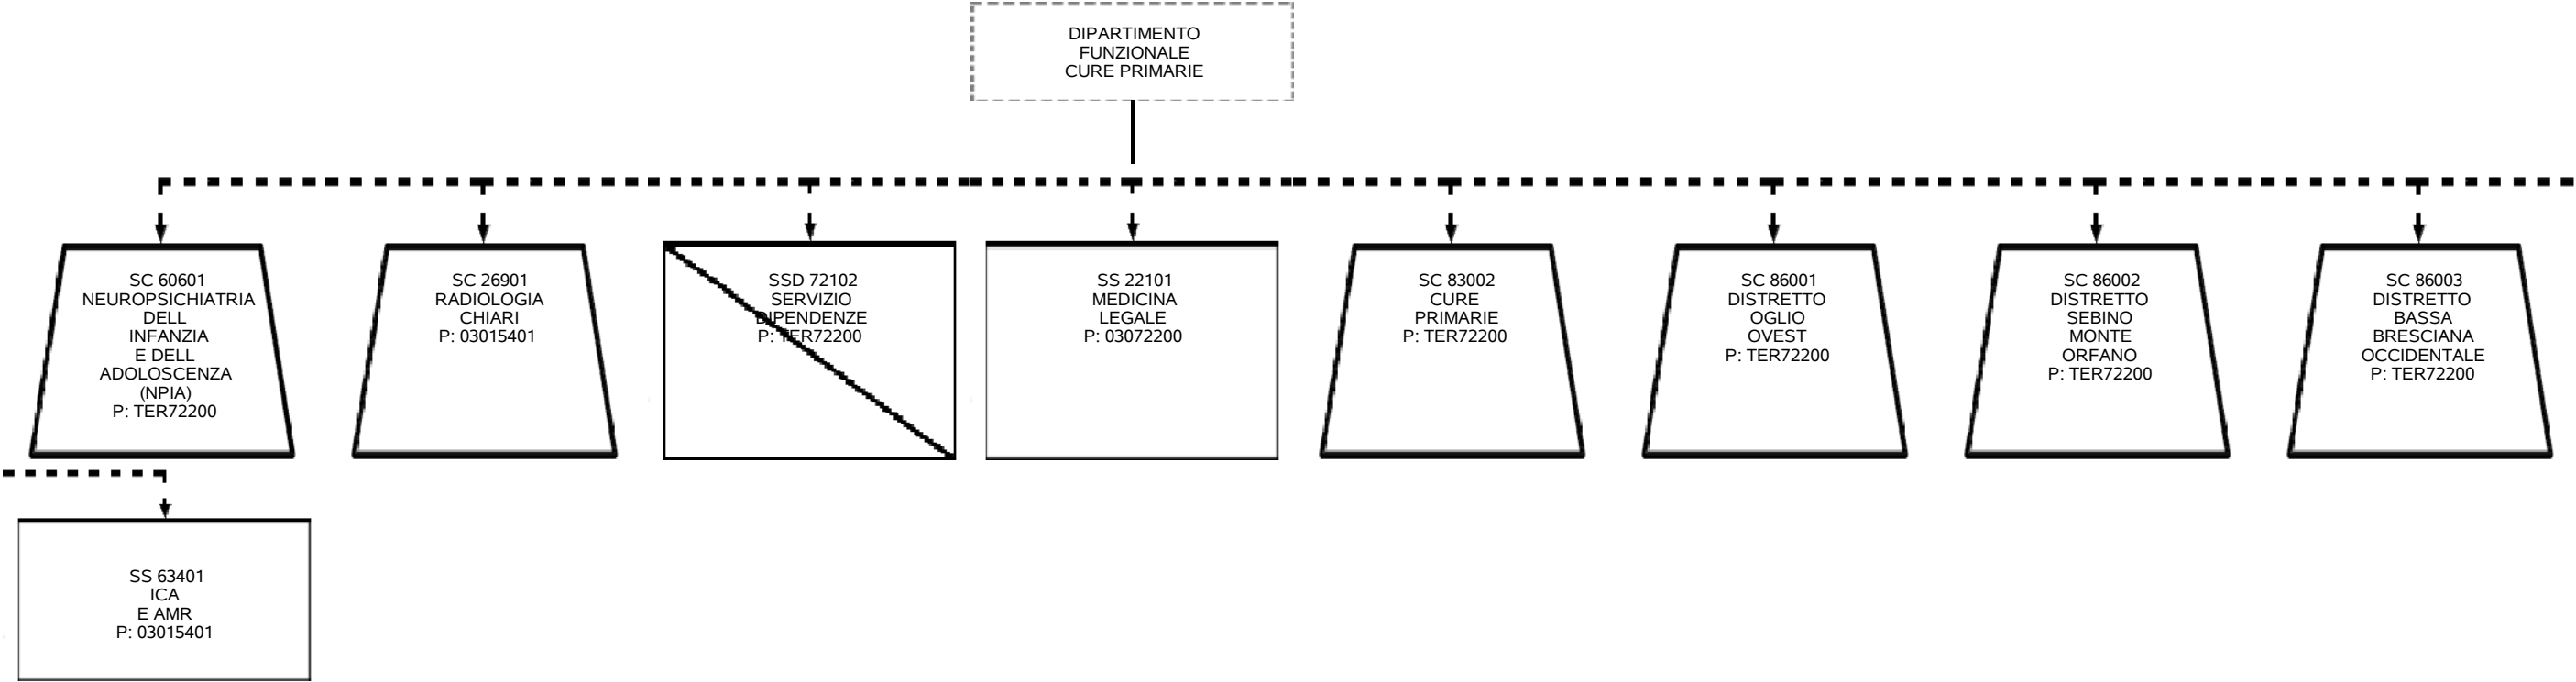 DIPARTIMENTO
FUNZIONALE
CURE PRIMARIE
SC 60601
NEUROPSICHIATRIA
DELL
INFANZIA
E DELL
ADOLOSCENZA
(NPIA)
P: TER72200
SC 26901
RADIOLOGIA
CHIARI
P: 03015401
SSD 72102
SERVIZIO
DIPENDENZE
P: TER72200
SS 22101
MEDICINA
LEGALE
P: 03072200
SC 83002
CURE
PRIMARIE
P: TER72200
SC 86001
DISTRETTO
OGLIO
OVEST
P: TER72200
SC 86002
DISTRETTO
SEBINO
MONTE
ORFANO
P: TER72200
SC 86003
DISTRETTO
BASSA
BRESCIANA
OCCIDENTALE
P: TER72200
SS 63401
ICA
E AMR
P: 03015401